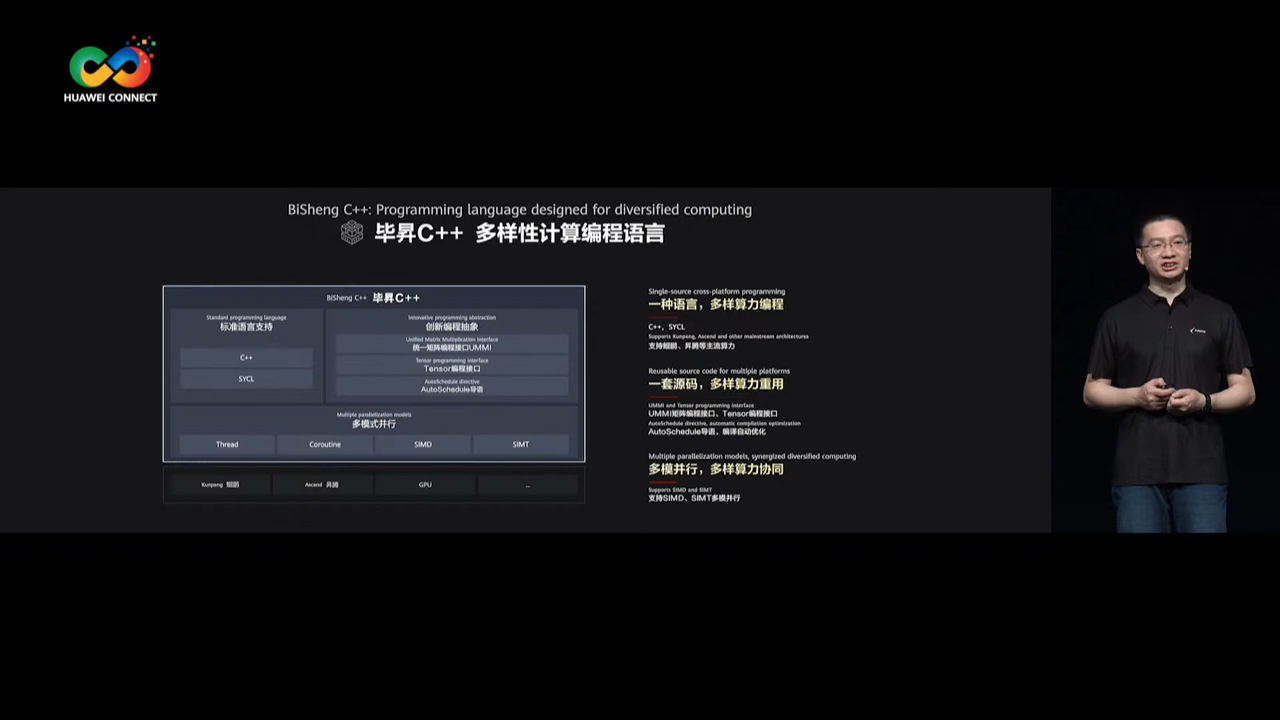 HUAWEI CONNECT
BiSheng C++: Programming language designed for diversified computing
毕昇C++ 多样性计算编程语言
BiSheng C++ 毕昇C++
Standard programming language
标准语言支持
C++
SYCL
Innovative programming abstraction
创新编程抽象
Unified Matrix Multiplication interface
统一矩阵编程接口UMMI
Tensor programming interface
Tensor编程接口
AutoSchedule directive
AutoSchedule导语
Multiple parallelization models
多模式并行
Thread
Coroutine
SIMD
SIMT
Kunpeng 鲲鹏
Ascend 昇腾
GPU
...
Single-source cross-platform programming
一种语言，多样算力编程
C++，SYCL
Supports Kunpeng, Ascend and other mainstream architectures
支持鲲鹏、昇腾等主流算力
Reusable source code for multiple platforms
一套源码，多样算力重用
UMMI and Tensor programming interface
UMMI矩阵编程接口、Tensor编程接口
AutoSchedule directive, automatic compilation optimization
AutoSchedule导语，编译自动优化
Multiple parallelization models, synergized diversified computing
多模并行，多样算力协同
Supports SIMD and SIMT
支持SIMD、SIMT多模并行